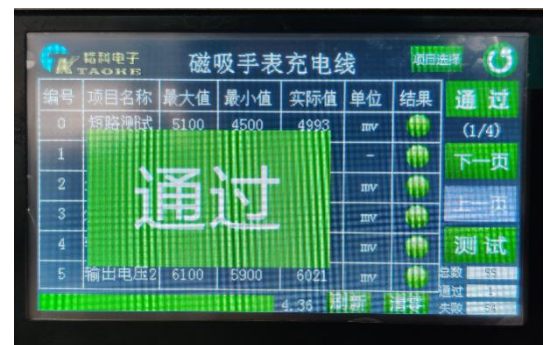 韬科电子
TAOKE
磁吸手表充电线
项目选择
编号 项目名称 最大值 最小值 实际值 单位 结果
通过
0 短路测试 5100 4500 4993 mv
(1/4)
1 -
下一页
2 mv
通过
上一页
3 mv
4 mv
测试
5 输出电压2 6100 5900 6021 mv
总数 55
通过 1
失败 54
4.36 刷新 清零